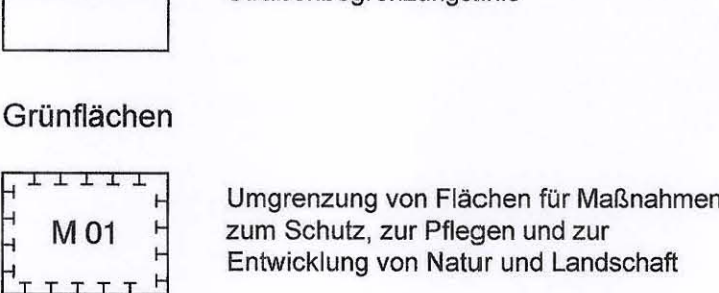 Grünflächen
M 01
Umgrenzung von Flächen für Maßnahmen
zum Schutz, zur Pflegen und zur
Entwicklung von Natur und Landschaft